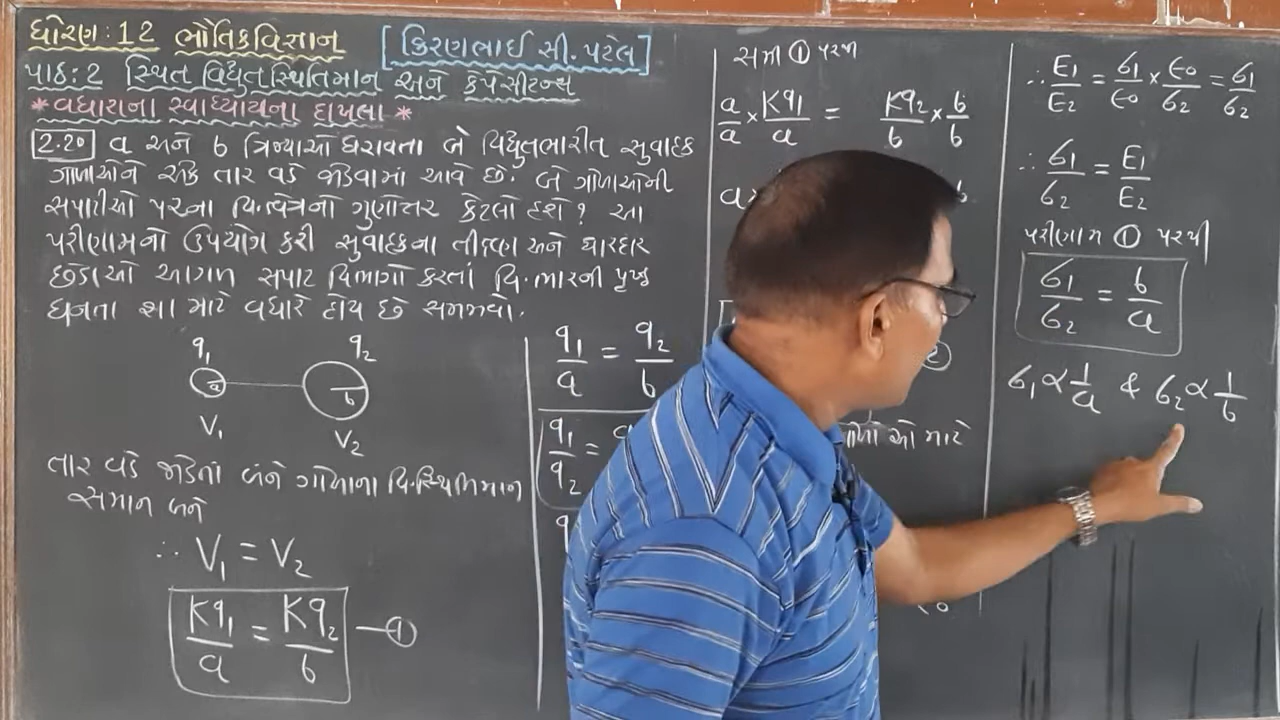 ધોરણ: 12 ભૌતિકવિજ્ઞાન [કિરણભાઈ સી. પટેલ]
પાઠ: 2 સ્થિત વિદ્યુત સ્થિતિમાન અને કેપેસીટન્સ
* વધારાના સ્વાધ્યાયના દાખલા *
2.20 a અને b ત્રિજ્યાઓ ધરાવતા બે વિદ્યુતભારીત સુવાહક
ગોળાઓને એક તાર વડે જોડવામાં આવે છે. બે ગોળાઓની
સપાટીઓ પરના વિ.ક્ષેત્રનો ગુણોત્તર કેટલો હશે? આ
પરીણામનો ઉપયોગ કરી સુવાહકના તીક્ષ્ણ અને ધારદાર
છેડાઓ આગળ સપાટ વિભાગો કરતાં વિ.ભારની પૃષ્ઠ
ઘનતા શા માટે વધારે હોય છે સમજાવો.
q₁ q₂
a b
V₁ V₂
તાર વડે જોડતાં બંને ગોળાના વિ.સ્થિતિમાન
સમાન બને
∴ V₁ = V₂
Kq₁/a = Kq₂/b —①
q₁/a = q₂/b
q₁/q₂ =
સમી ① પરથી
a/a × Kq₁/a = Kq₂/b × b/b
②
ઓ માટે
∴ E₁/E₂ = σ₁/ϵ₀ × ϵ₀/σ₂ = σ₁/σ₂
∴ σ₁/σ₂ = E₁/E₂
પરીણામ ① પરથી
σ₁/σ₂ = b/a
σ₁ ∝ 1/a & σ₂ ∝ 1/b